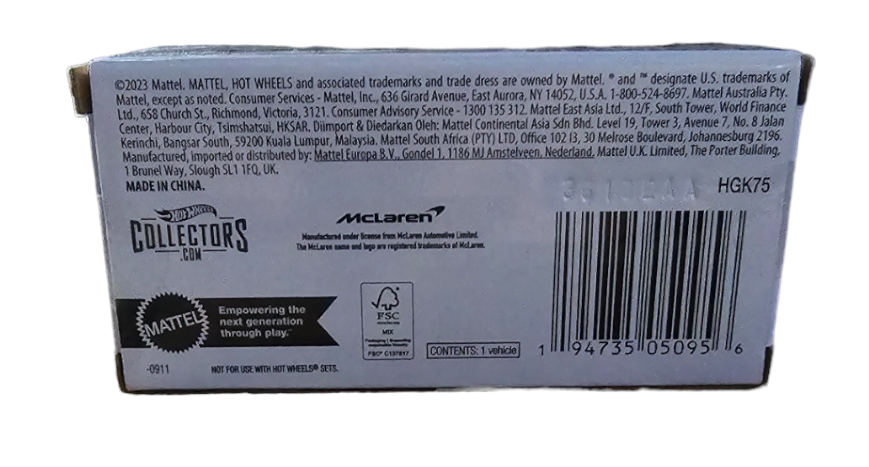 ©2023 Mattel. MATTEL, HOT WHEELS and associated trademarks and trade dress are owned by Mattel. ® and ™ designate U.S. trademarks of
Mattel, except as noted. Consumer Services - Mattel, Inc., 636 Girard Avenue, East Aurora, NY 14052, U.S.A. 1-800-524-8697. Mattel Australia Pty.
Ltd., 658 Church St., Richmond, Victoria, 3121. Consumer Advisory Service - 1300 135 312. Mattel East Asia Ltd., 12/F, South Tower, World Finance
Center, Harbour City, Tsimshatsui, HKSAR. Diimport & Diedarkan Oleh: Mattel Continental Asia Sdn Bhd. Level 19, Tower 3, Avenue 7, No. 8 Jalan
Kerinchi, Bangsar South, 59200 Kuala Lumpur, Malaysia. Mattel South Africa (PTY) LTD, Office 102 I3, 30 Melrose Boulevard, Johannesburg 2196.
Manufactured, imported or distributed by: Mattel Europa B.V., Gondel 1, 1186 MJ Amstelveen, Nederland. Mattel U.K. Limited, The Porter Building,
1 Brunel Way, Slough SL1 1FQ, UK.
MADE IN CHINA.
HGK75
HOT WHEELS
COLLECTORS
.COM
McLaren
Manufactured under license from McLaren Automotive Limited.
The McLaren name and logo are registered trademarks of McLaren.
MATTEL
Empowering the
next generation
through play.™
FSC
MIX
Packaging | Supporting
responsible forestry
FSC® C137817
CONTENTS: 1 vehicle
1 94735 05095 6
-0911
NOT FOR USE WITH HOT WHEELS® SETS.